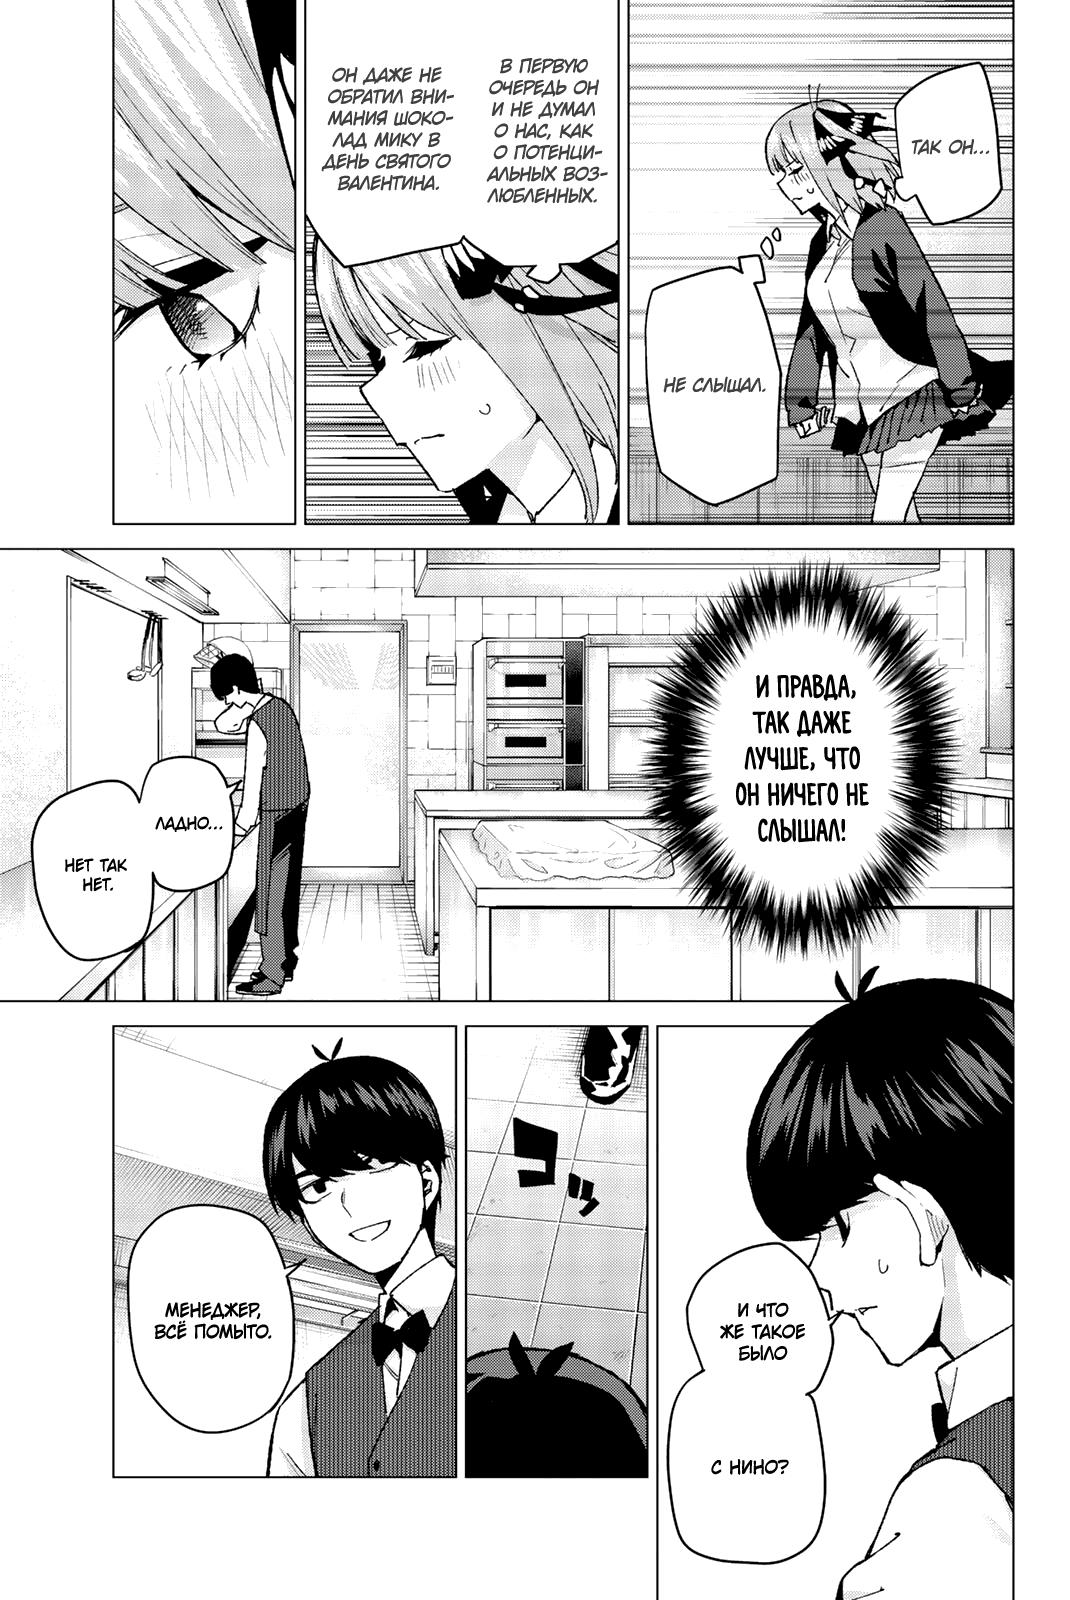 ТАК ОН...
НЕ СЛЫШАЛ.
В ПЕРВУЮ
ОЧЕРЕДЬ ОН
И НЕ ДУМАЛ
О НАС, КАК
О ПОТЕНЦИ-
АЛЬНЫХ ВОЗ-
ЛЮБЛЕННЫХ.
ОН ДАЖЕ НЕ
ОБРАТИЛ ВНИ-
МАНИЯ ШОКО-
ЛАД МИКУ В
ДЕНЬ СВЯТОГО
ВАЛЕНТИНА.
И ПРАВДА,
ТАК ДАЖЕ
ЛУЧШЕ, ЧТО
ОН НИЧЕГО НЕ
СЛЫШАЛ!
ЛАДНО...
НЕТ ТАК
НЕТ.
И ЧТО
ЖЕ ТАКОЕ
БЫЛО
С НИНО?
コッ
МЕНЕДЖЕР,
ВСЁ ПОМЫТО.